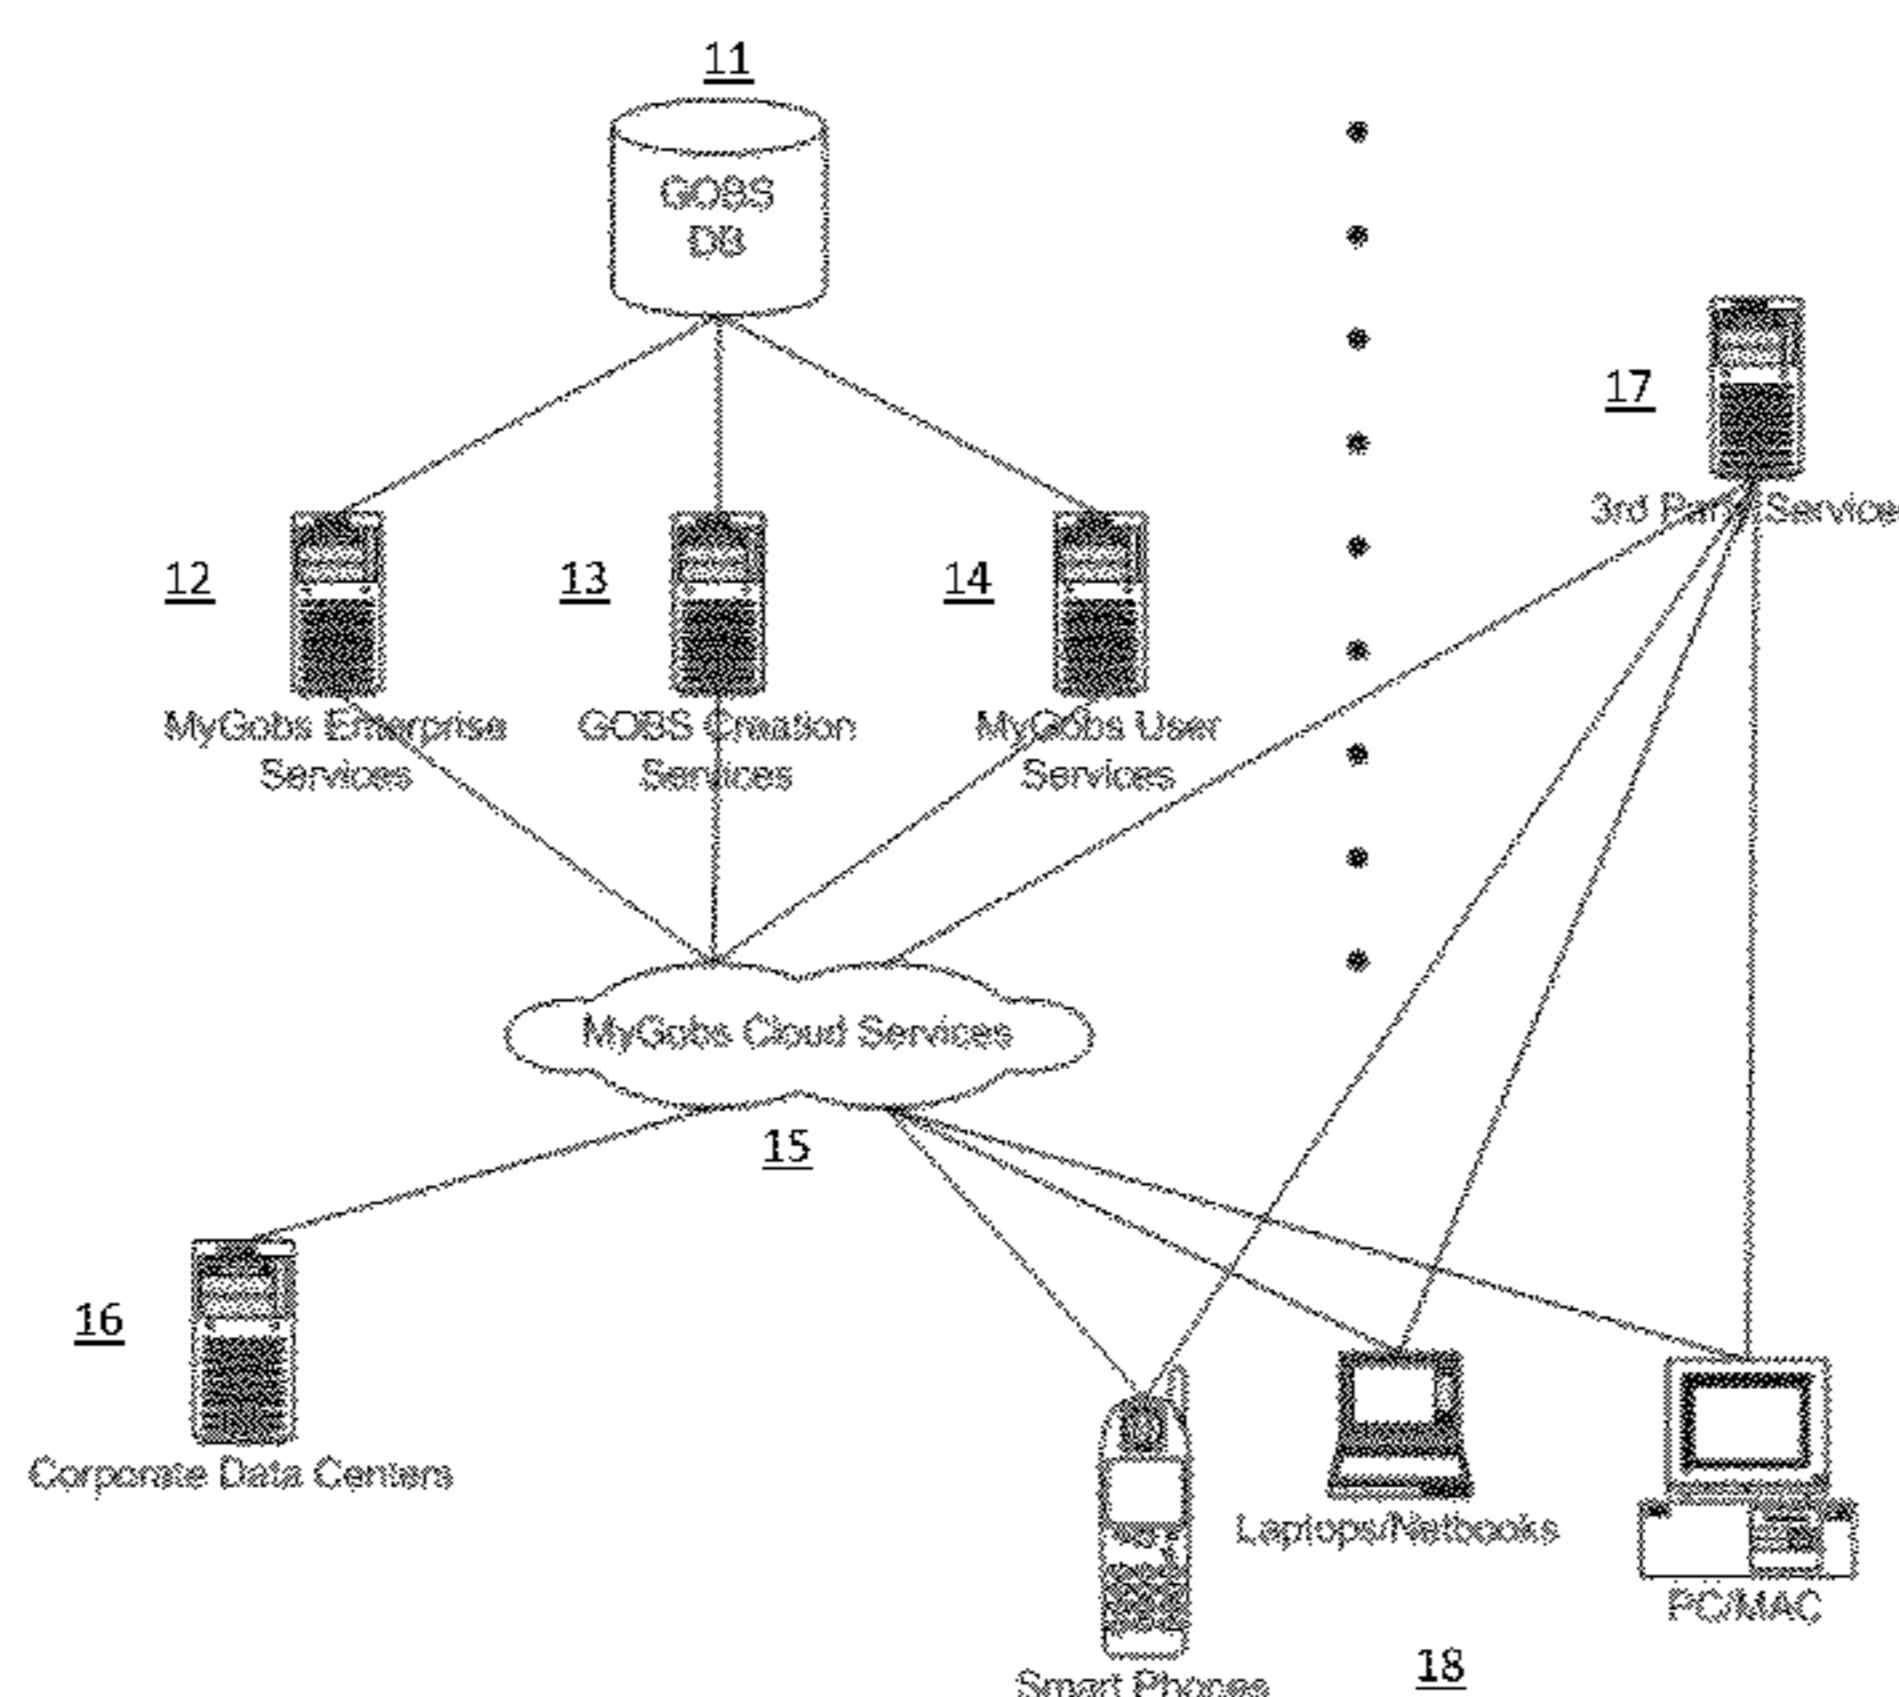 11
GOBS
DB
17
3rd Party Service
12
13
14
MyGobs Enterprise
Services
GOBS Creation
Services
MyGobs User
Services
MyGobs Cloud Services
15
16
Corporate Data Centers
Laptops/Netbooks
PC/MAC
18
Smart Phones